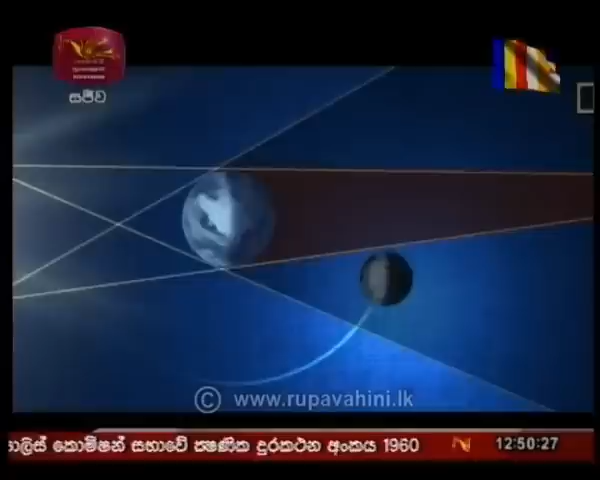 සජීව
© www.rupavahini.lk
පොලිස් කොමිෂන් සභාවේ ක්ෂණික දුරකථන අංකය 1960
12:50:27